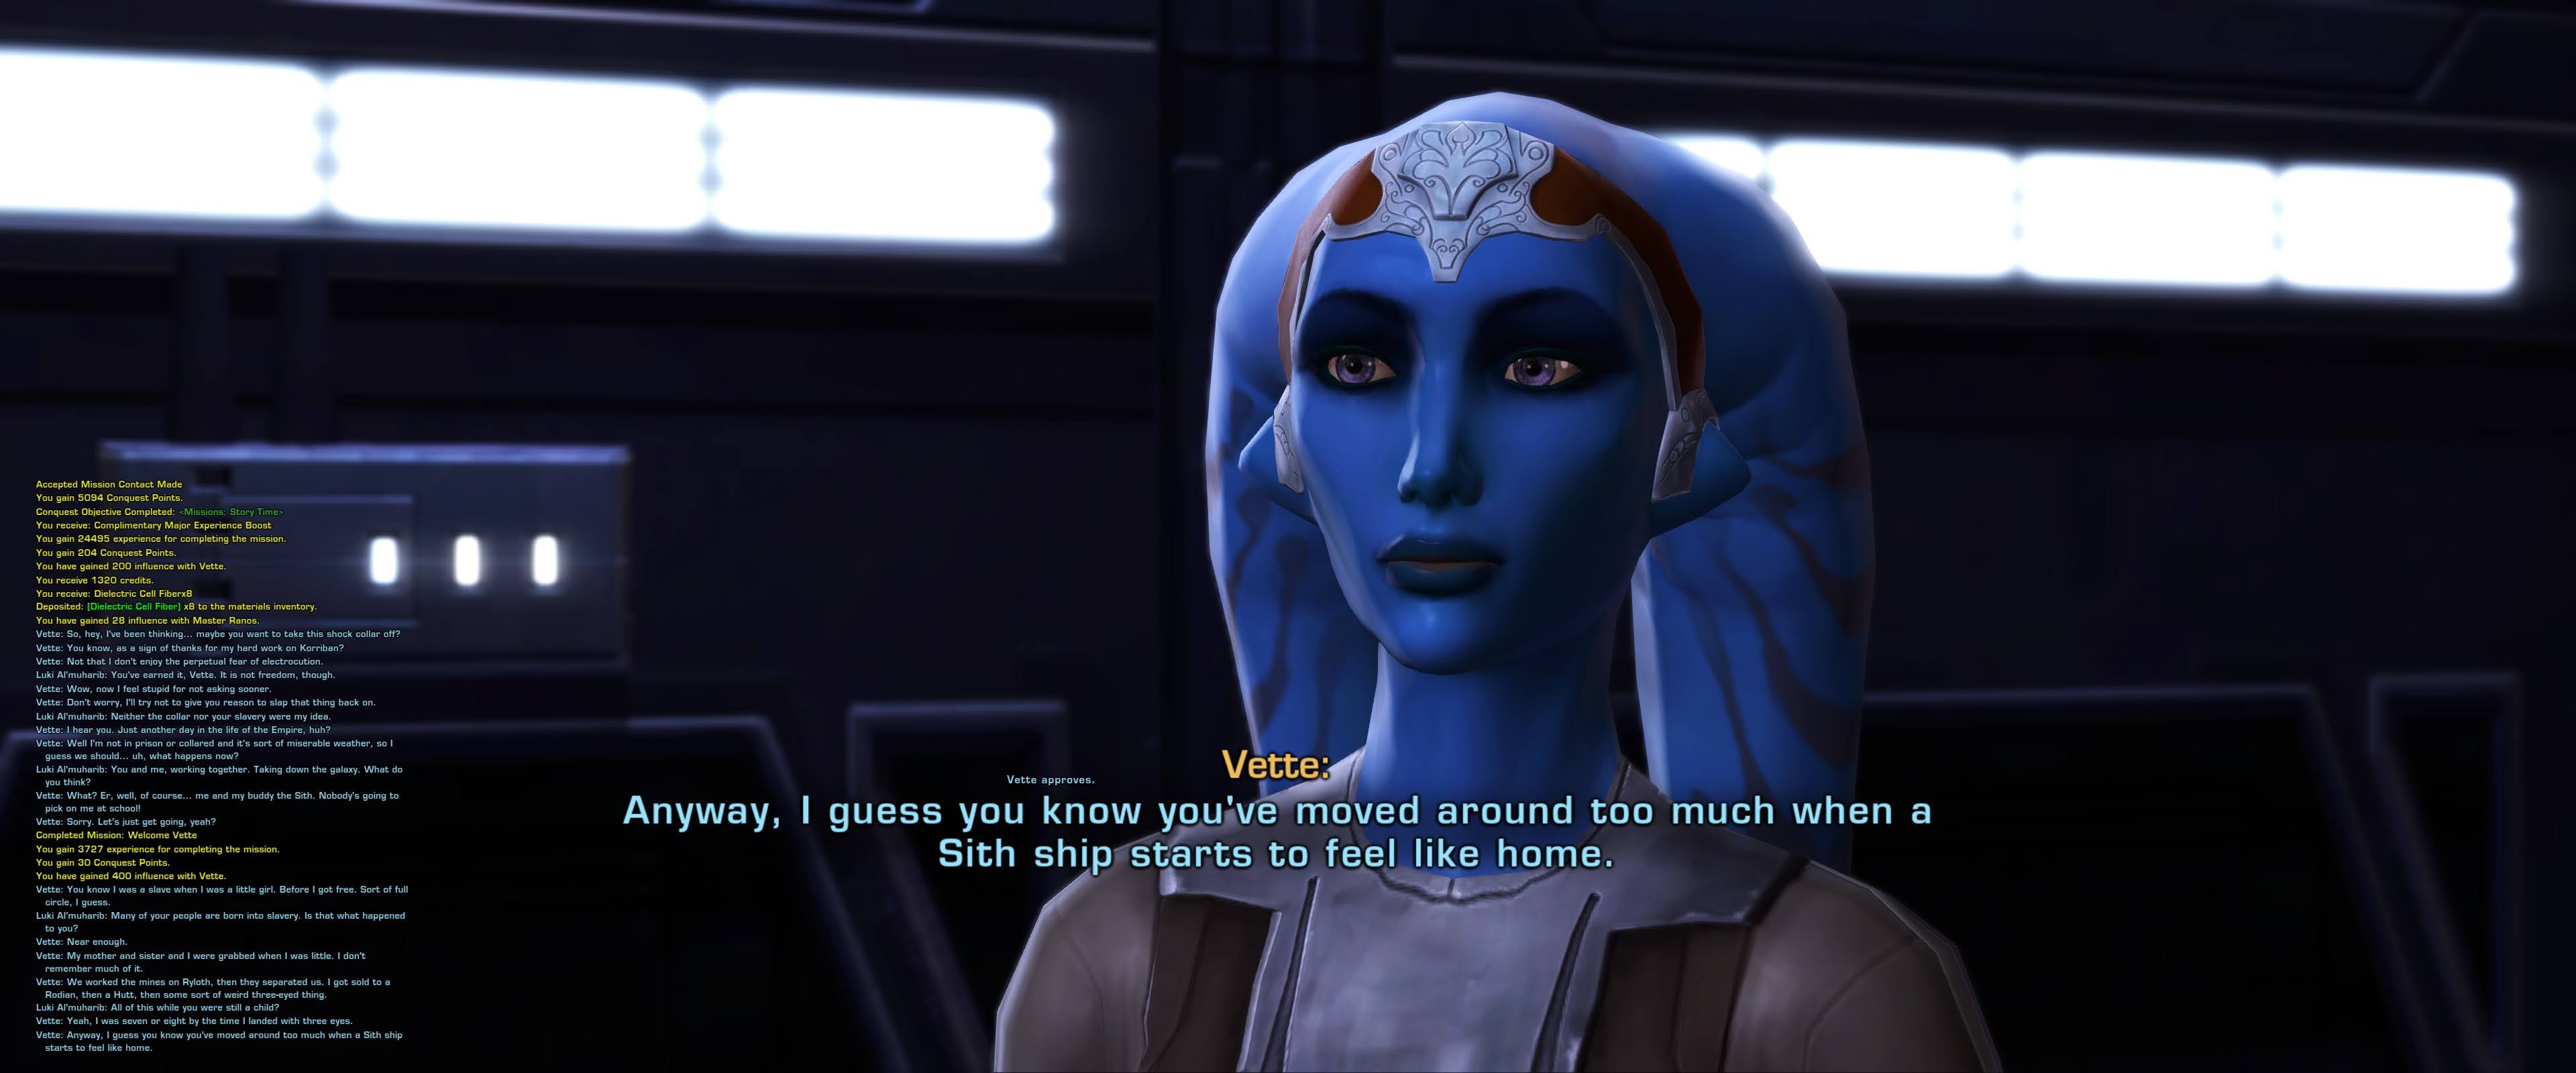 Accepted Mission Contact Made
You gain 5094 Conquest Points.
Conquest Objective Completed: <Missions: Story Time>
You receive: Complimentary Major Experience Boost
You gain 24495 experience for completing the mission.
You gain 204 Conquest Points.
You have gained 200 influence with Vette.
You receive 1320 credits.
You receive: Dielectric Cell Fiberx8
Deposited: [Dielectric Cell Fiber] x8 to the materials inventory.
You have gained 28 influence with Master Ranos.
Vette: So, hey, I've been thinking... maybe you want to take this shock collar off?
Vette: You know, as a sign of thanks for my hard work on Korriban?
Vette: Not that I don't enjoy the perpetual fear of electrocution.
Luki Al'muharib: You've earned it, Vette. It is not freedom, though.
Vette: Wow, now I feel stupid for not asking sooner.
Vette: Don't worry, I'll try not to give you reason to slap that thing back on.
Luki Al'muharib: Neither the collar nor your slavery were my idea.
Vette: I hear you. Just another day in the life of the Empire, huh?
Vette: Well I'm not in prison or collared and it's sort of miserable weather, so I
guess we should... uh, what happens now?
Luki Al'muharib: You and me, working together. Taking down the galaxy. What do
you think?
Vette: What? Er, well, of course... me and my buddy the Sith. Nobody's going to
pick on me at school!
Vette: Sorry. Let's just get going, yeah?
Completed Mission: Welcome Vette
You gain 3727 experience for completing the mission.
You gain 30 Conquest Points.
You have gained 400 influence with Vette.
Vette: You know I was a slave when I was a little girl. Before I got free. Sort of full
circle, I guess.
Luki Al'muharib: Many of your people are born into slavery. Is that what happened
to you?
Vette: Near enough.
Vette: My mother and sister and I were grabbed when I was little. I don't
remember much of it.
Vette: We worked the mines on Ryloth, then they separated us. I got sold to a
Rodian, then a Hutt, then some sort of weird three-eyed thing.
Luki Al'muharib: All of this while you were still a child?
Vette: Yeah, I was seven or eight by the time I landed with three eyes.
Vette: Anyway, I guess you know you've moved around too much when a Sith ship
starts to feel like home.
Vette approves.
Vette:
Anyway, I guess you know you've moved around too much when a
Sith ship starts to feel like home.